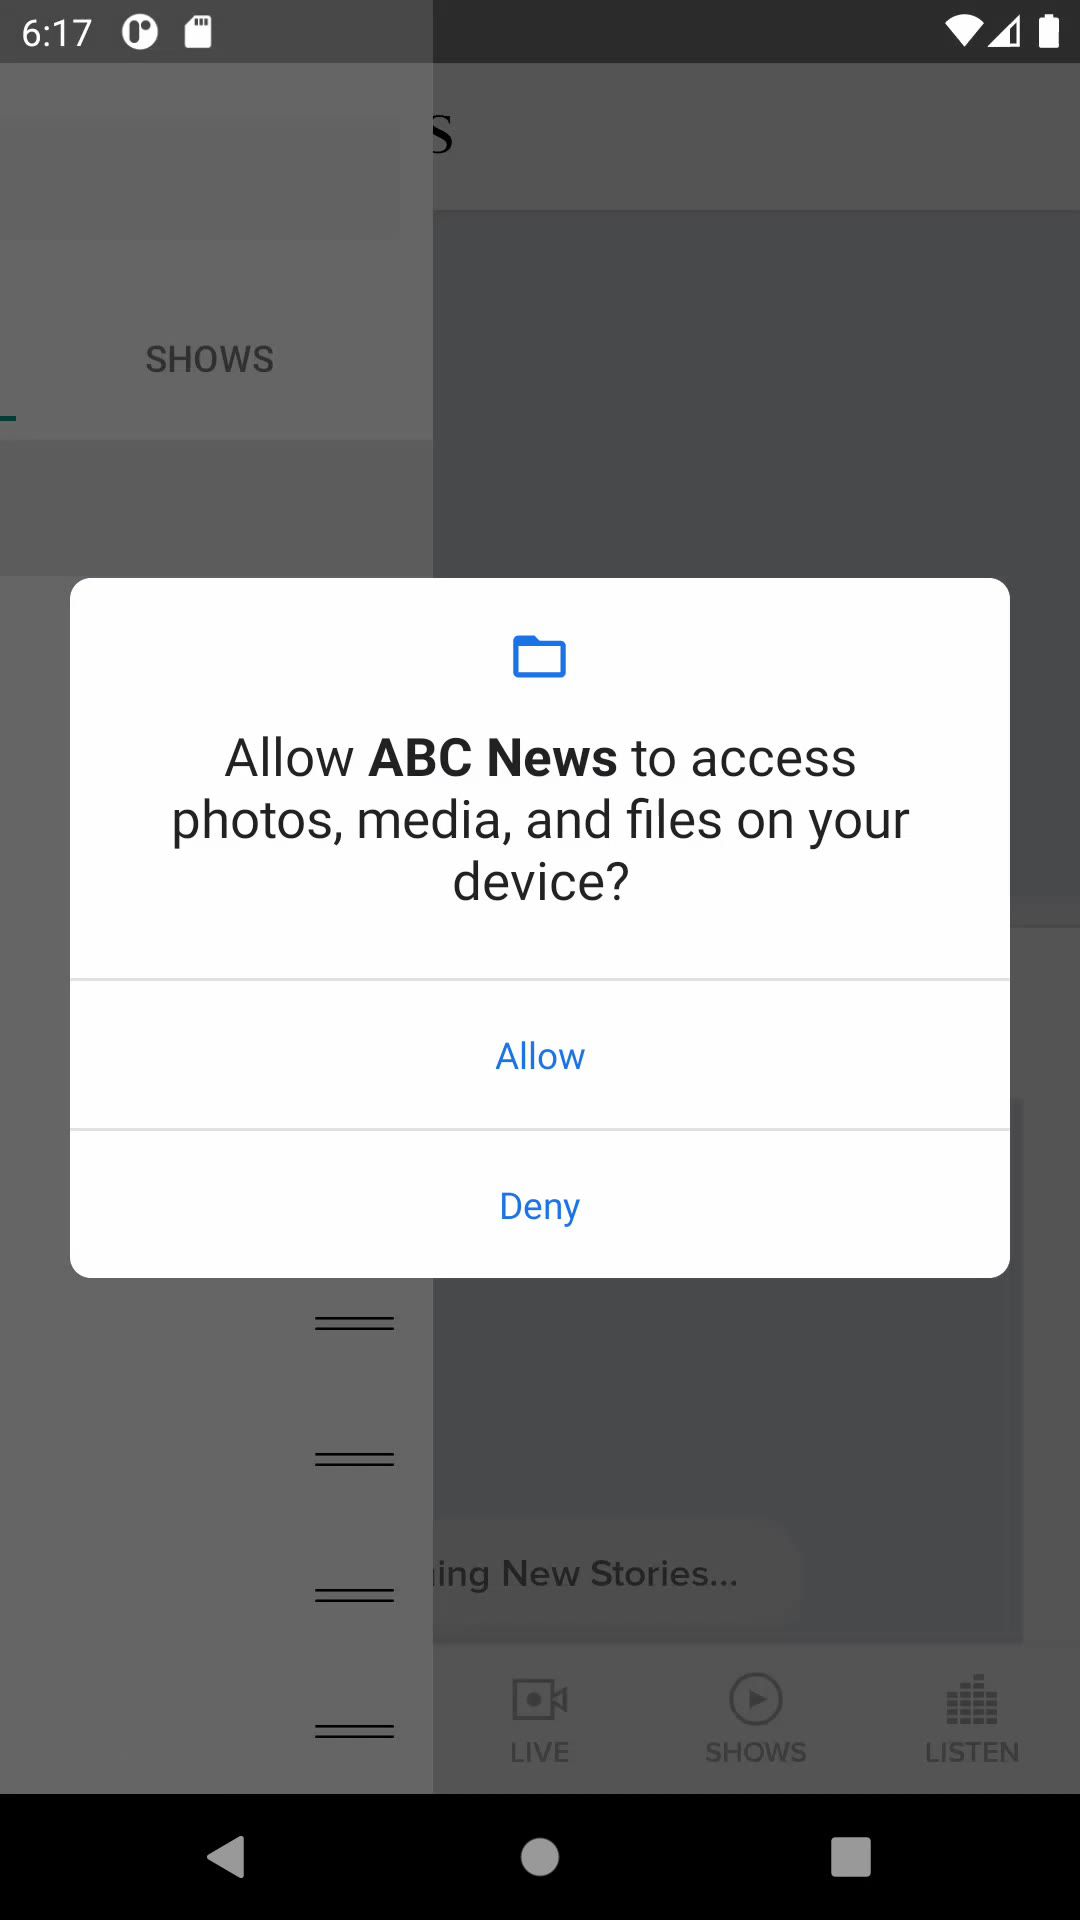 6:17
S
SHOWS
Allow ABC News to access
photos, media, and files on your
device?
Allow
Deny
ing New Stories...
LIVE
SHOWS
LISTEN